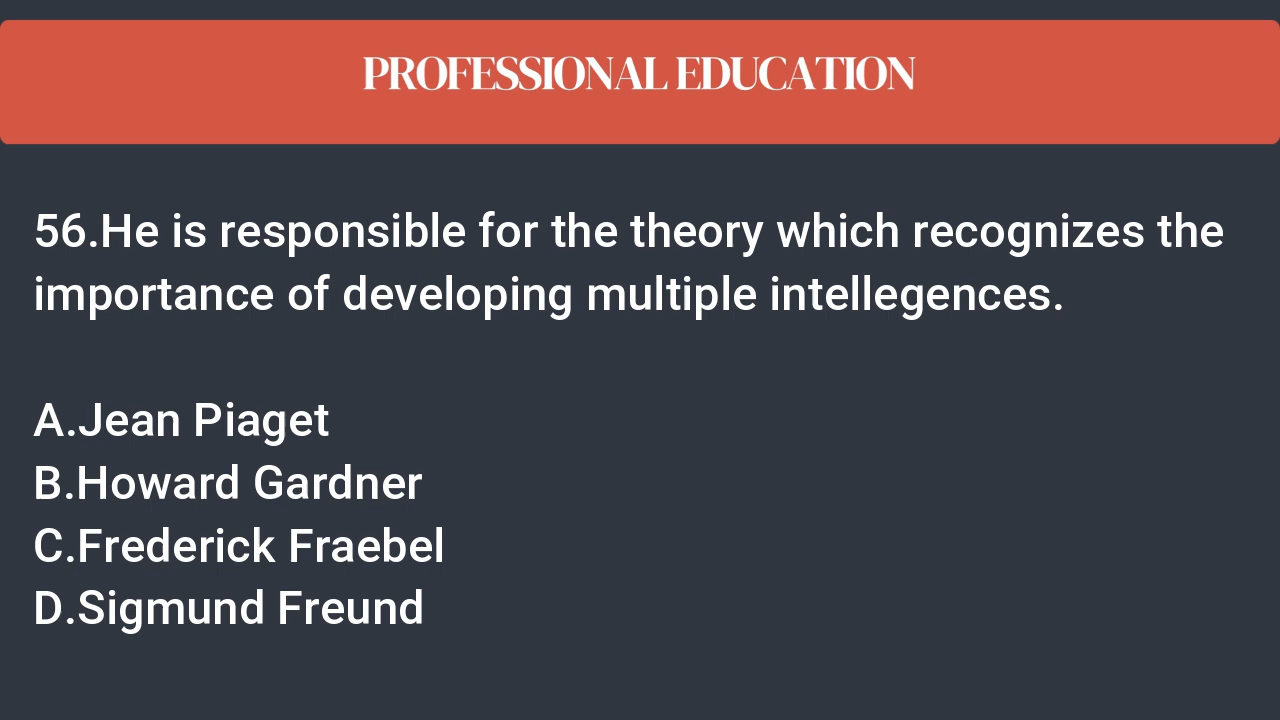 PROFESSIONAL EDUCATION
56.He is responsible for the theory which recognizes the
importance of developing multiple intellegences.
A.Jean Piaget
B.Howard Gardner
C.Frederick Fraebel
D.Sigmund Freund